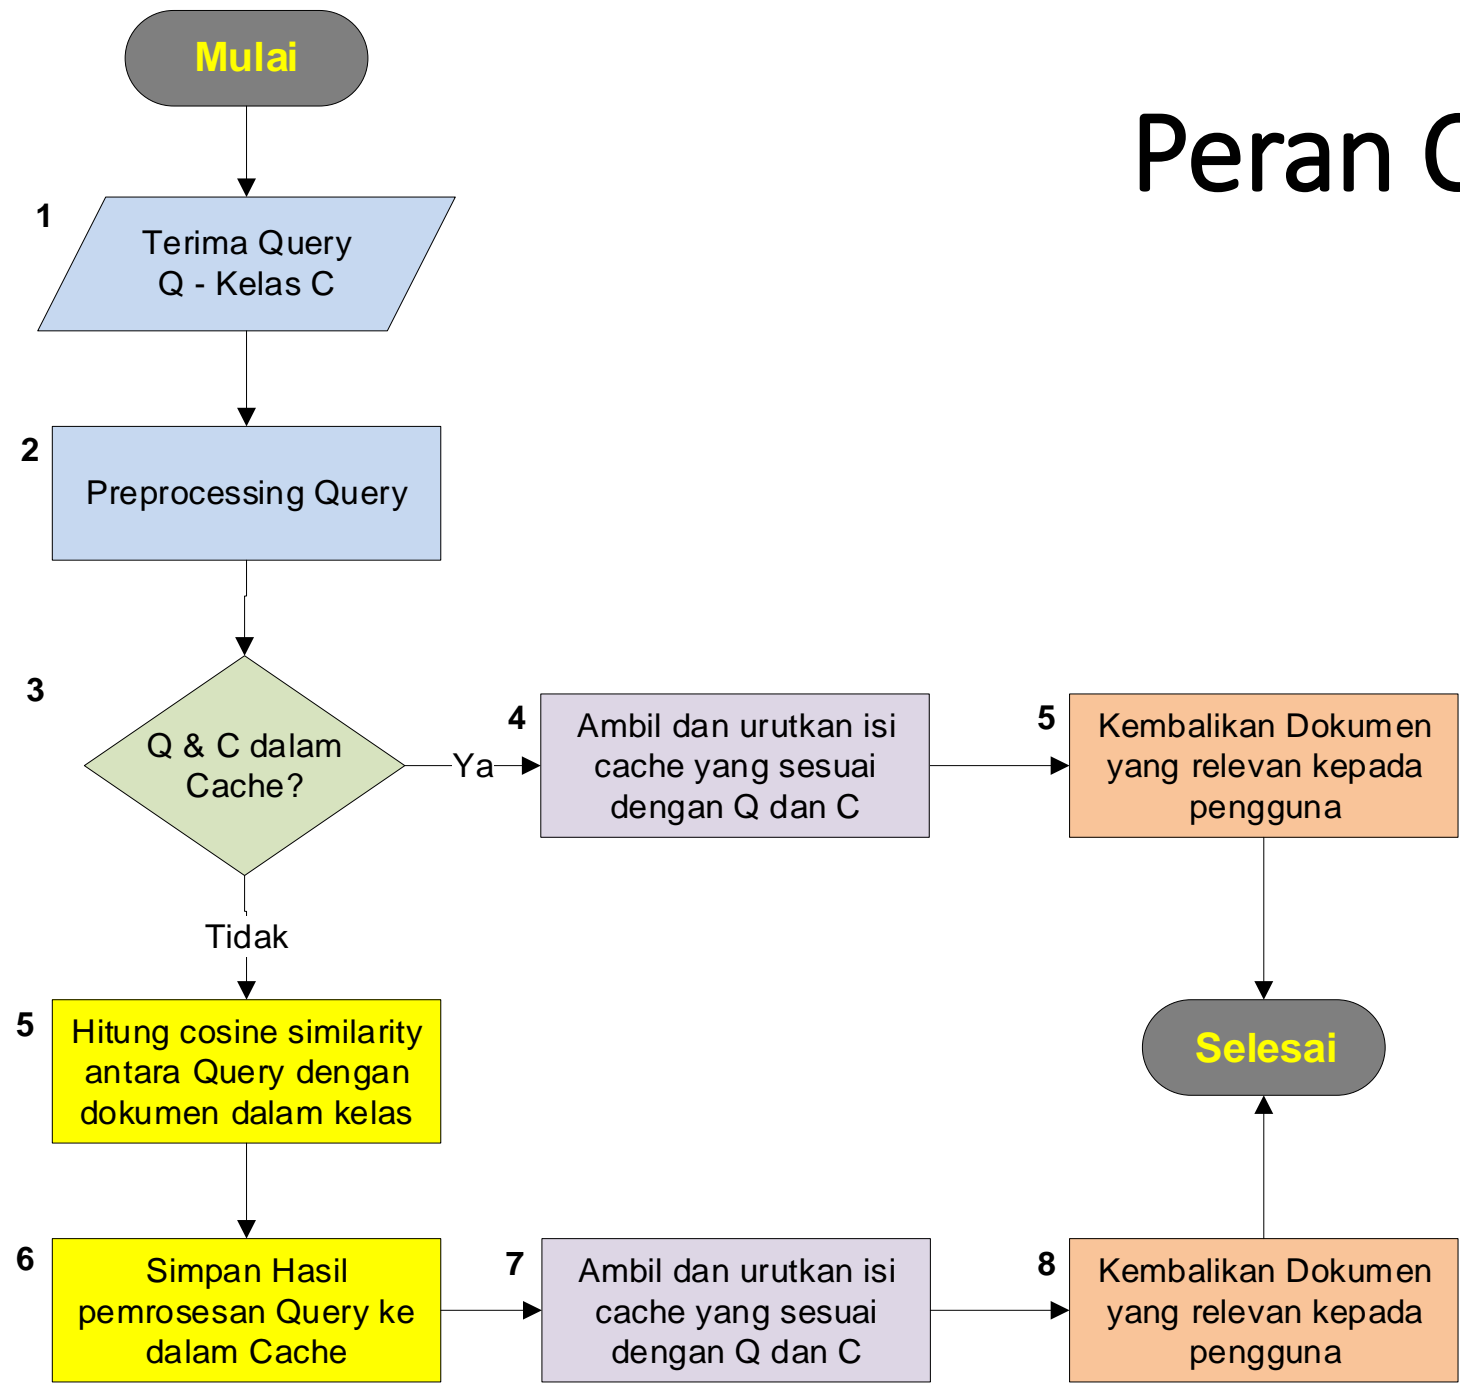 Mulai
Peran C
1
Terima Query
Q - Kelas C
2
Preprocessing Query
3
Q & C dalam
Cache?
Ya
4
Ambil dan urutkan isi
cache yang sesuai
dengan Q dan C
5
Kembalikan Dokumen
yang relevan kepada
pengguna
Tidak
5
Hitung cosine similarity
antara Query dengan
dokumen dalam kelas
Selesai
6
Simpan Hasil
pemrosesan Query ke
dalam Cache
7
Ambil dan urutkan isi
cache yang sesuai
dengan Q dan C
8
Kembalikan Dokumen
yang relevan kepada
pengguna